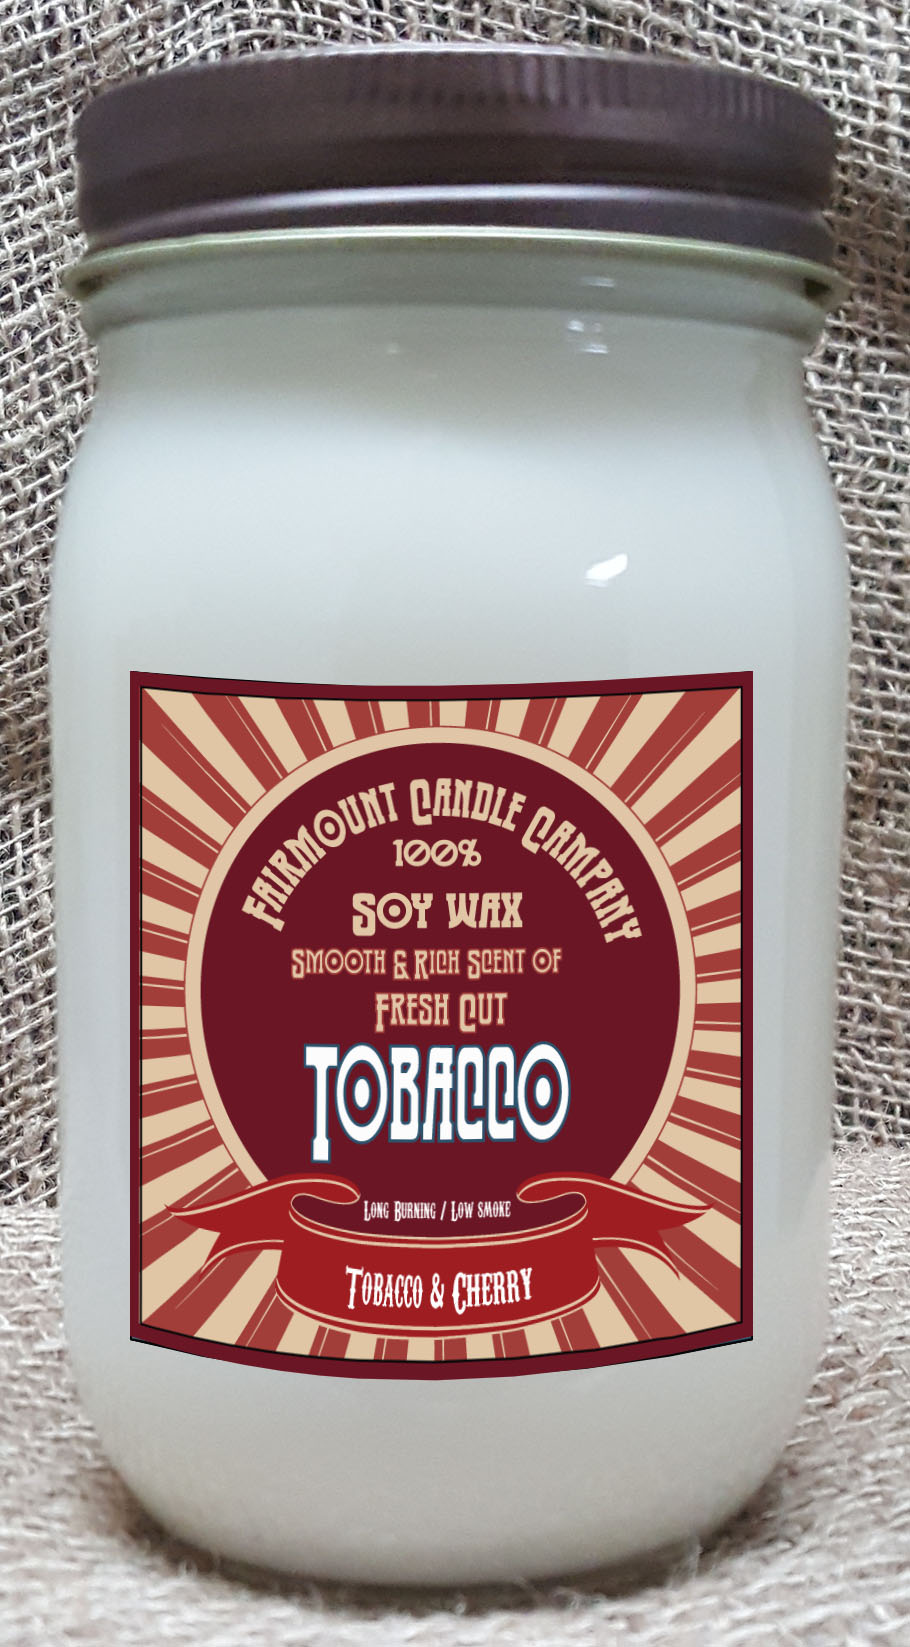 Fairmount Candle Campany
100%
Soy wax
Smooth & Rich Scent of
Fresh Cut
Tobacco
Long Burning / Low smoke
Tobacco & Cherry